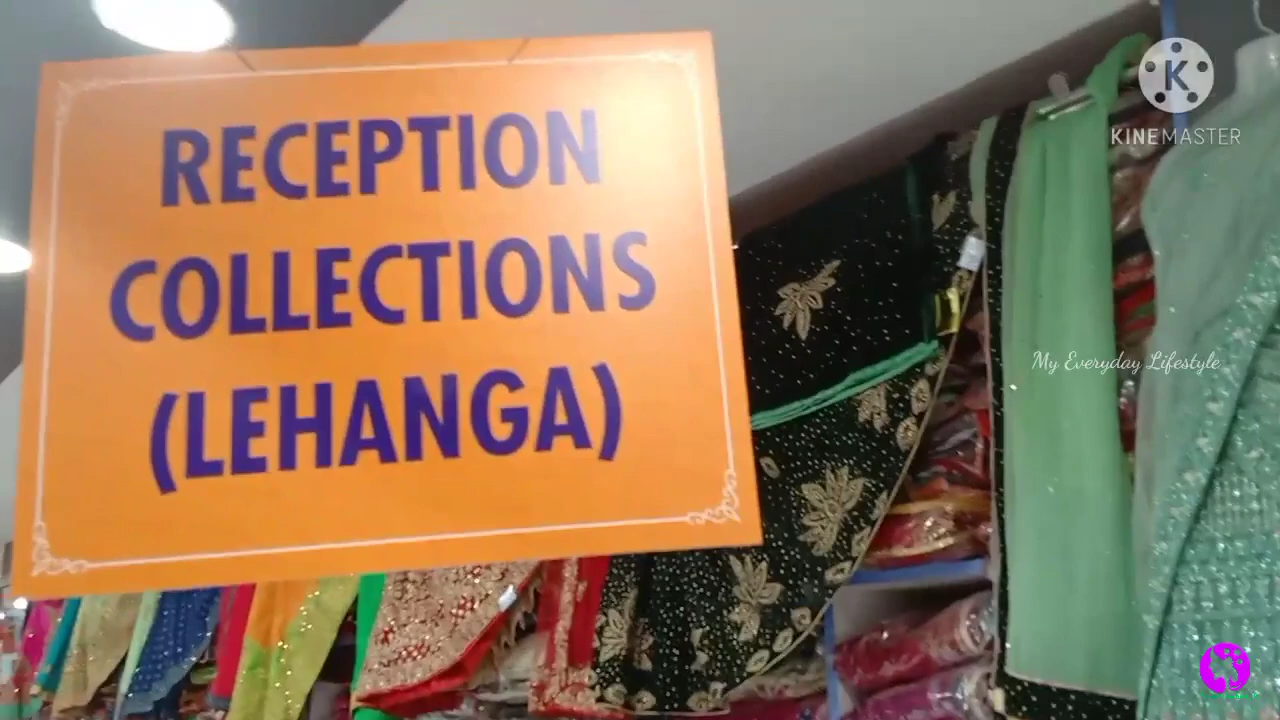 RECEPTION
COLLECTIONS
(LEHANGA)
K
KINEMASTER
My Everyday Lifestyle